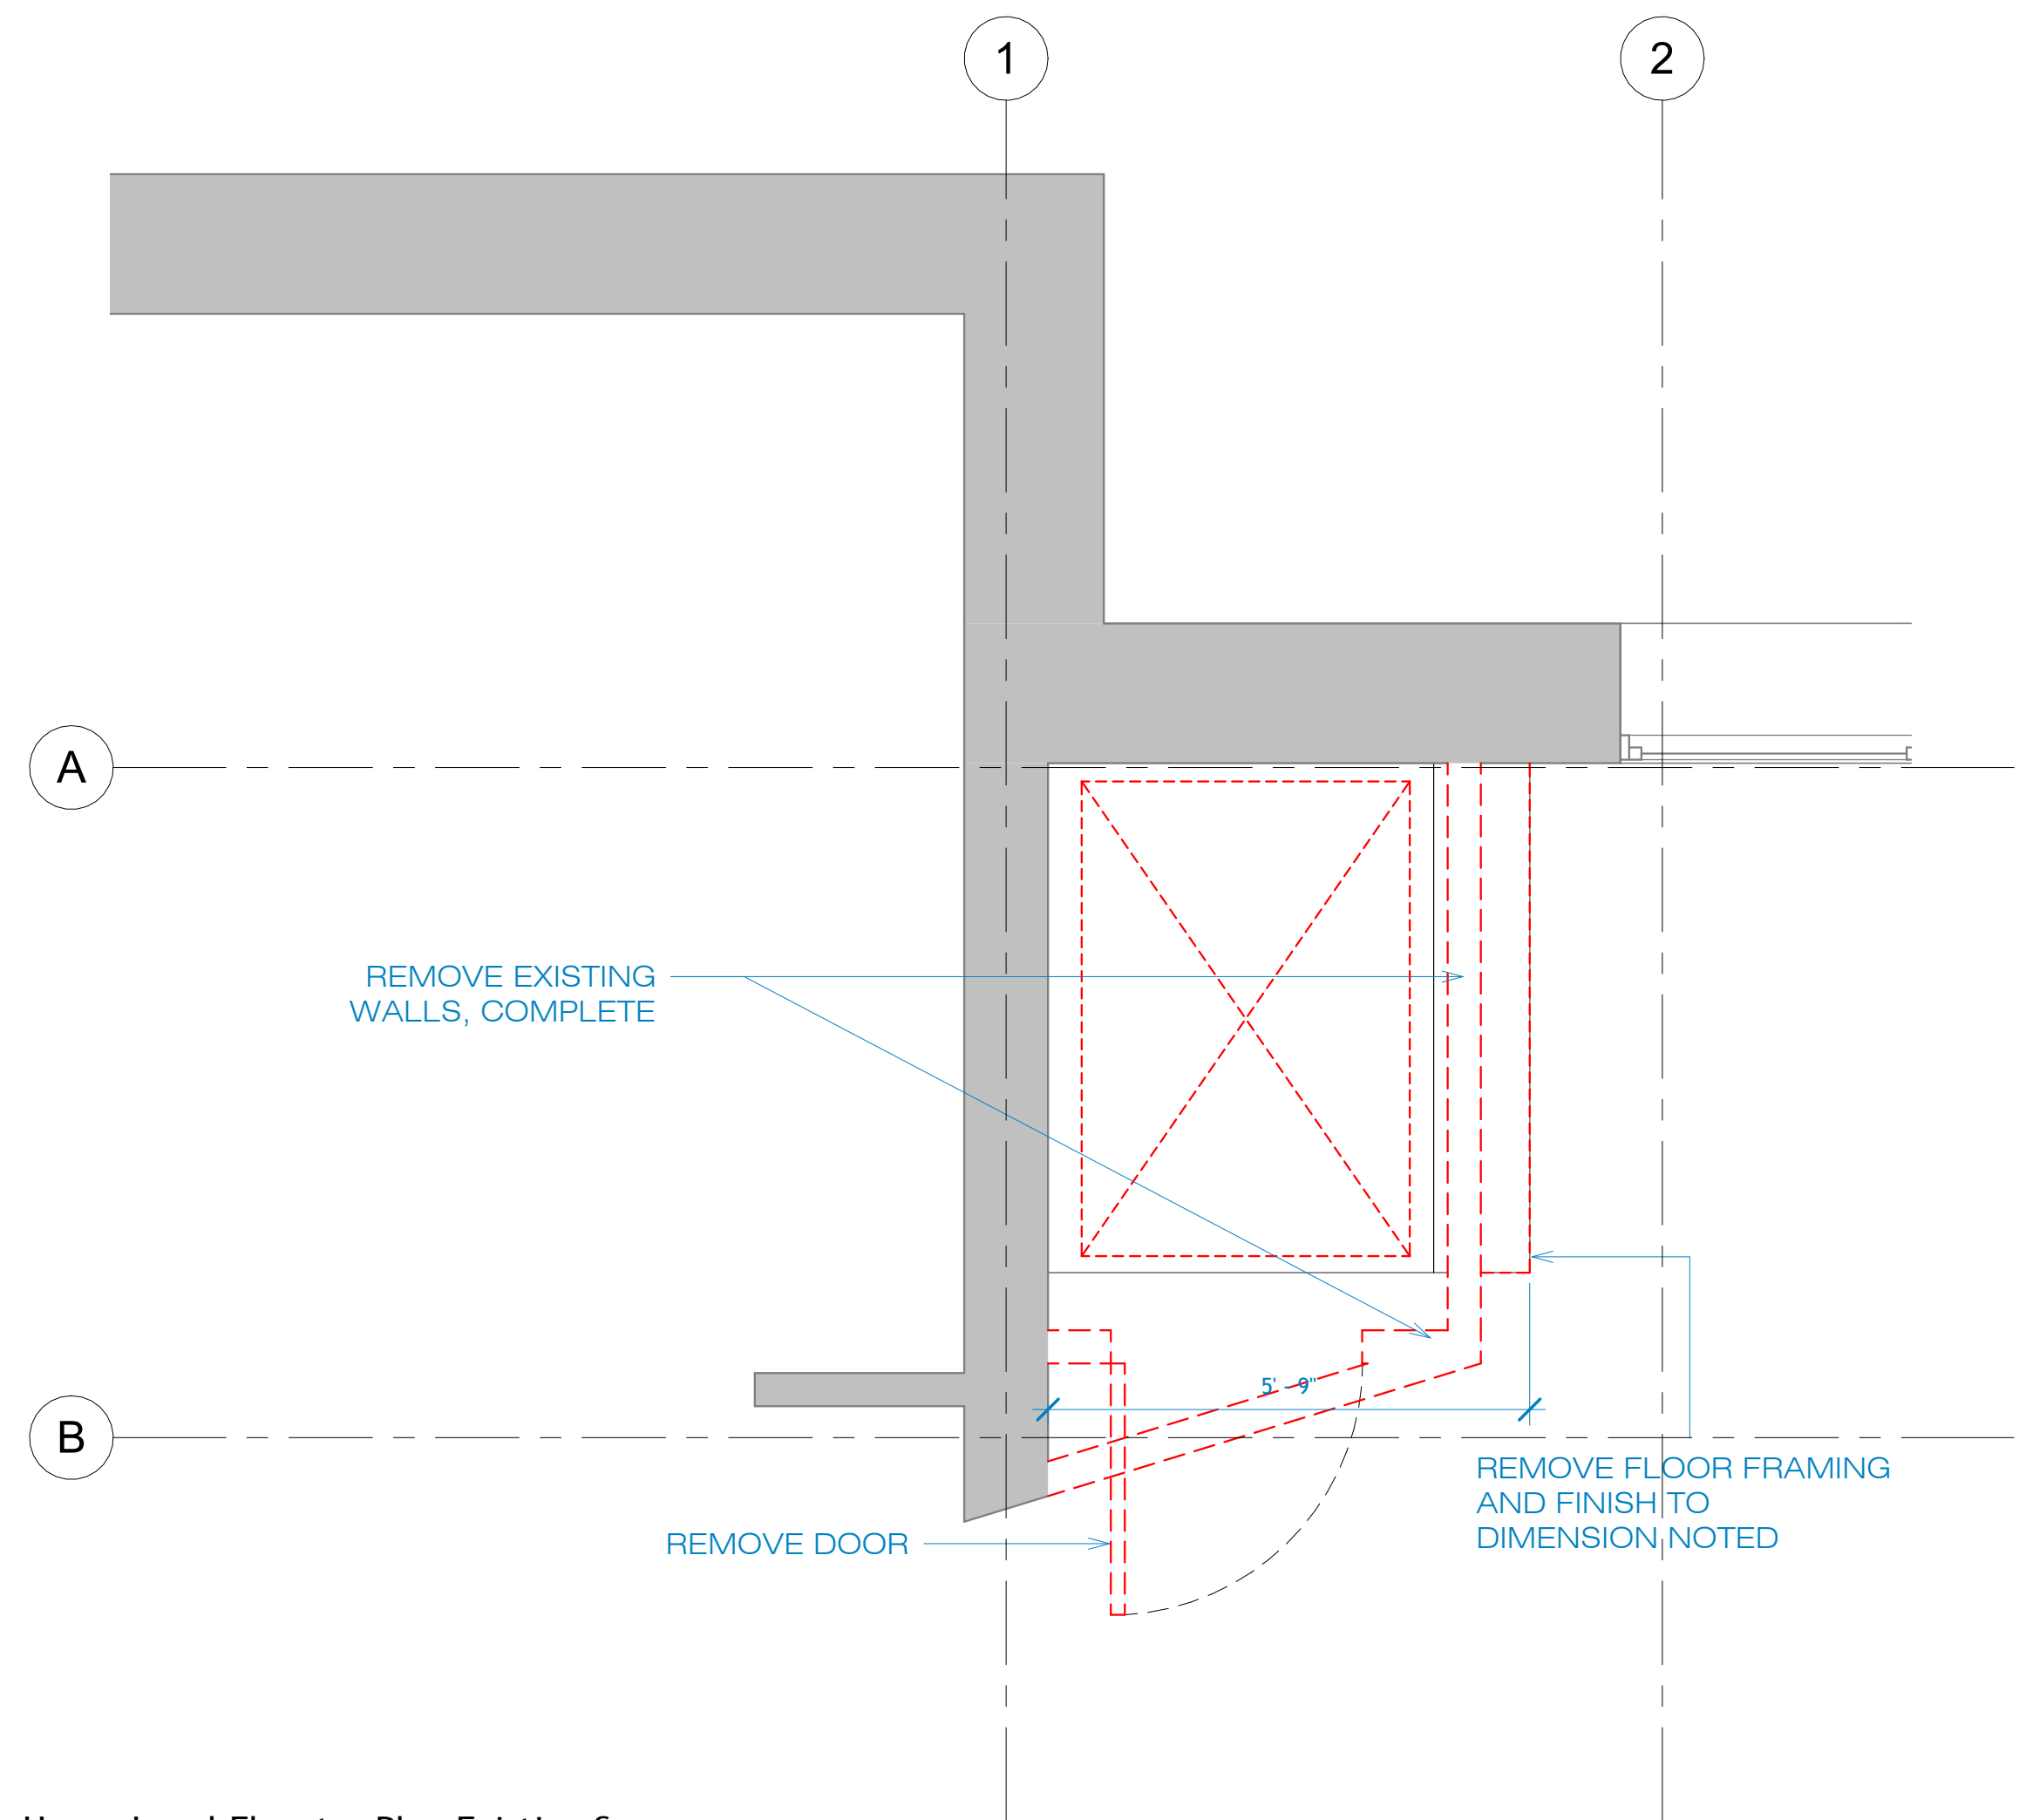 1
2
A
REMOVE EXISTING
WALLS, COMPLETE
5' - 9"
B
REMOVE FLOOR FRAMING
AND FINISH TO
DIMENSION NOTED
REMOVE DOOR